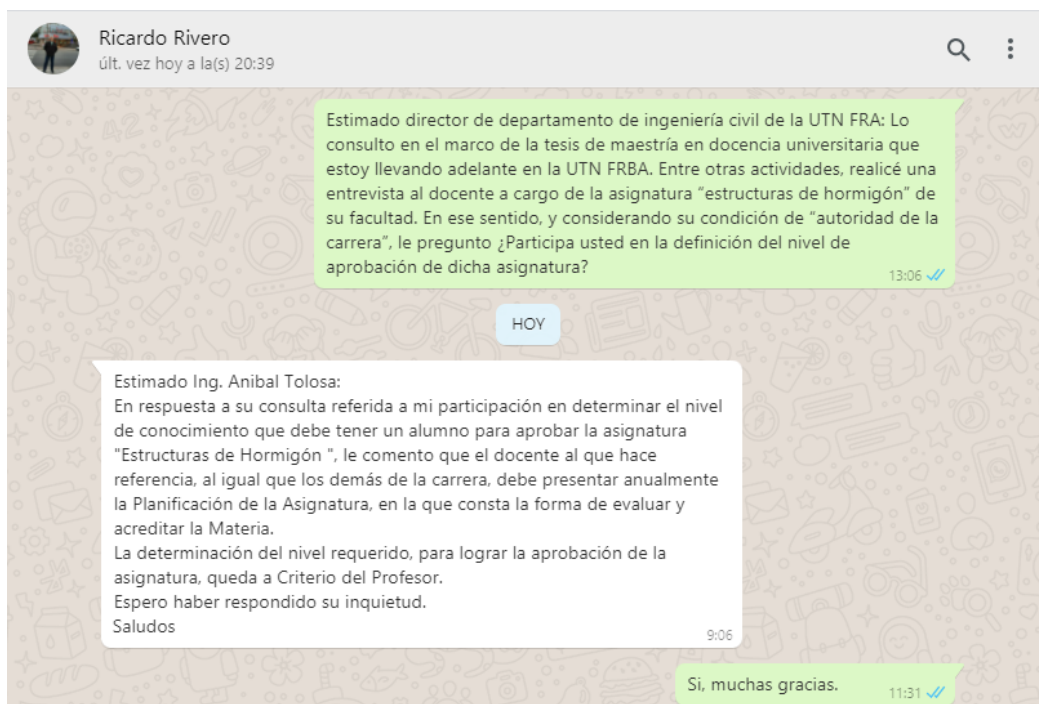 Ricardo Rivero
últ. vez hoy a la(s) 20:39
Estimado director de departamento de ingeniería civil de la UTN FRA: Lo
consulto en el marco de la tesis de maestría en docencia universitaria que
estoy llevando adelante en la UTN FRBA. Entre otras actividades, realicé una
entrevista al docente a cargo de la asignatura “estructuras de hormigón” de
su facultad. En ese sentido, y considerando su condición de “autoridad de la
carrera”, le pregunto ¿Participa usted en la definición del nivel de
aprobación de dicha asignatura?
13:06
HOY
Estimado Ing. Anibal Tolosa:
En respuesta a su consulta referida a mi participación en determinar el nivel
de conocimiento que debe tener un alumno para aprobar la asignatura
"Estructuras de Hormigón ", le comento que el docente al que hace
referencia, al igual que los demás de la carrera, debe presentar anualmente
la Planificación de la Asignatura, en la que consta la forma de evaluar y
acreditar la Materia.
La determinación del nivel requerido, para lograr la aprobación de la
asignatura, queda a Criterio del Profesor.
Espero haber respondido su inquietud.
Saludos
9:06
Si, muchas gracias.
11:31